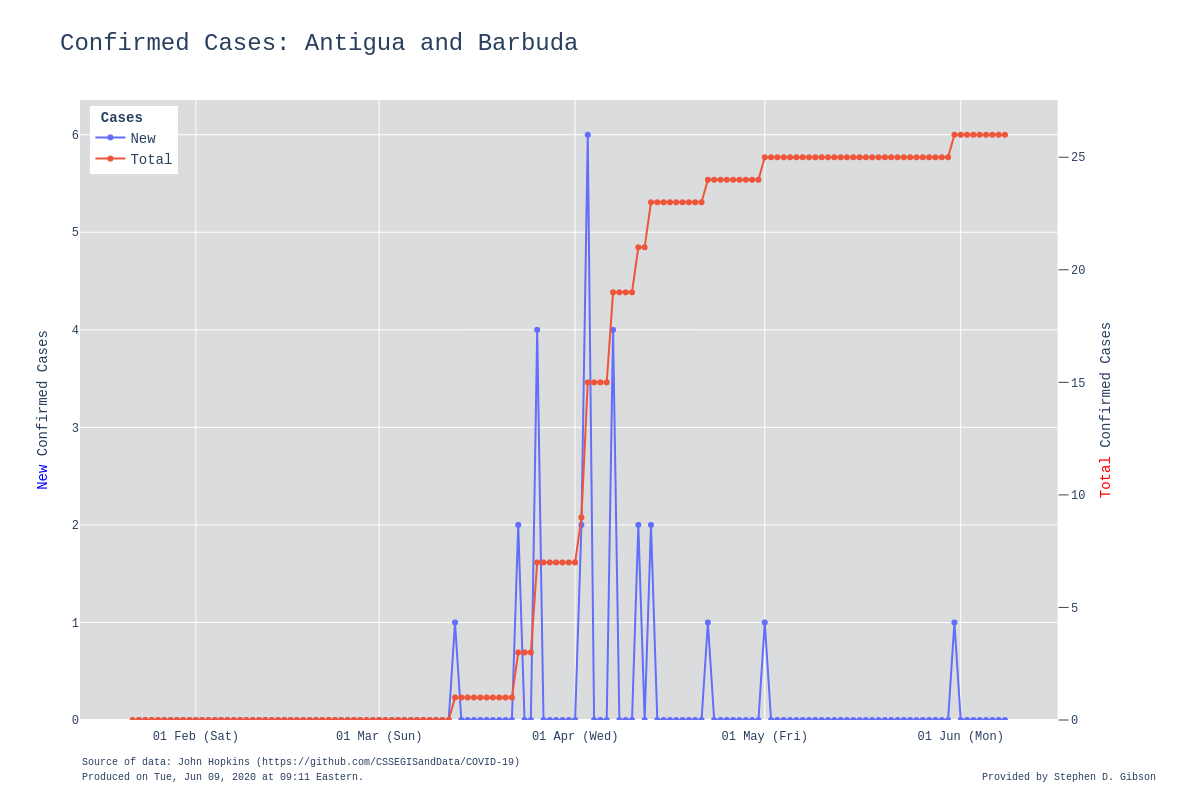 Confirmed Cases: Antigua and Barbuda
Cases
New
Total
6
5
4
3
2
1
0
25
20
15
10
5
0
New Confirmed Cases
Total Confirmed Cases
01 Feb (Sat)
01 Mar (Sun)
01 Apr (Wed)
01 May (Fri)
01 Jun (Mon)
Source of data: John Hopkins (https://github.com/CSSEGISandData/COVID-19)
Produced on Tue, Jun 09, 2020 at 09:11 Eastern.
Provided by Stephen D. Gibson